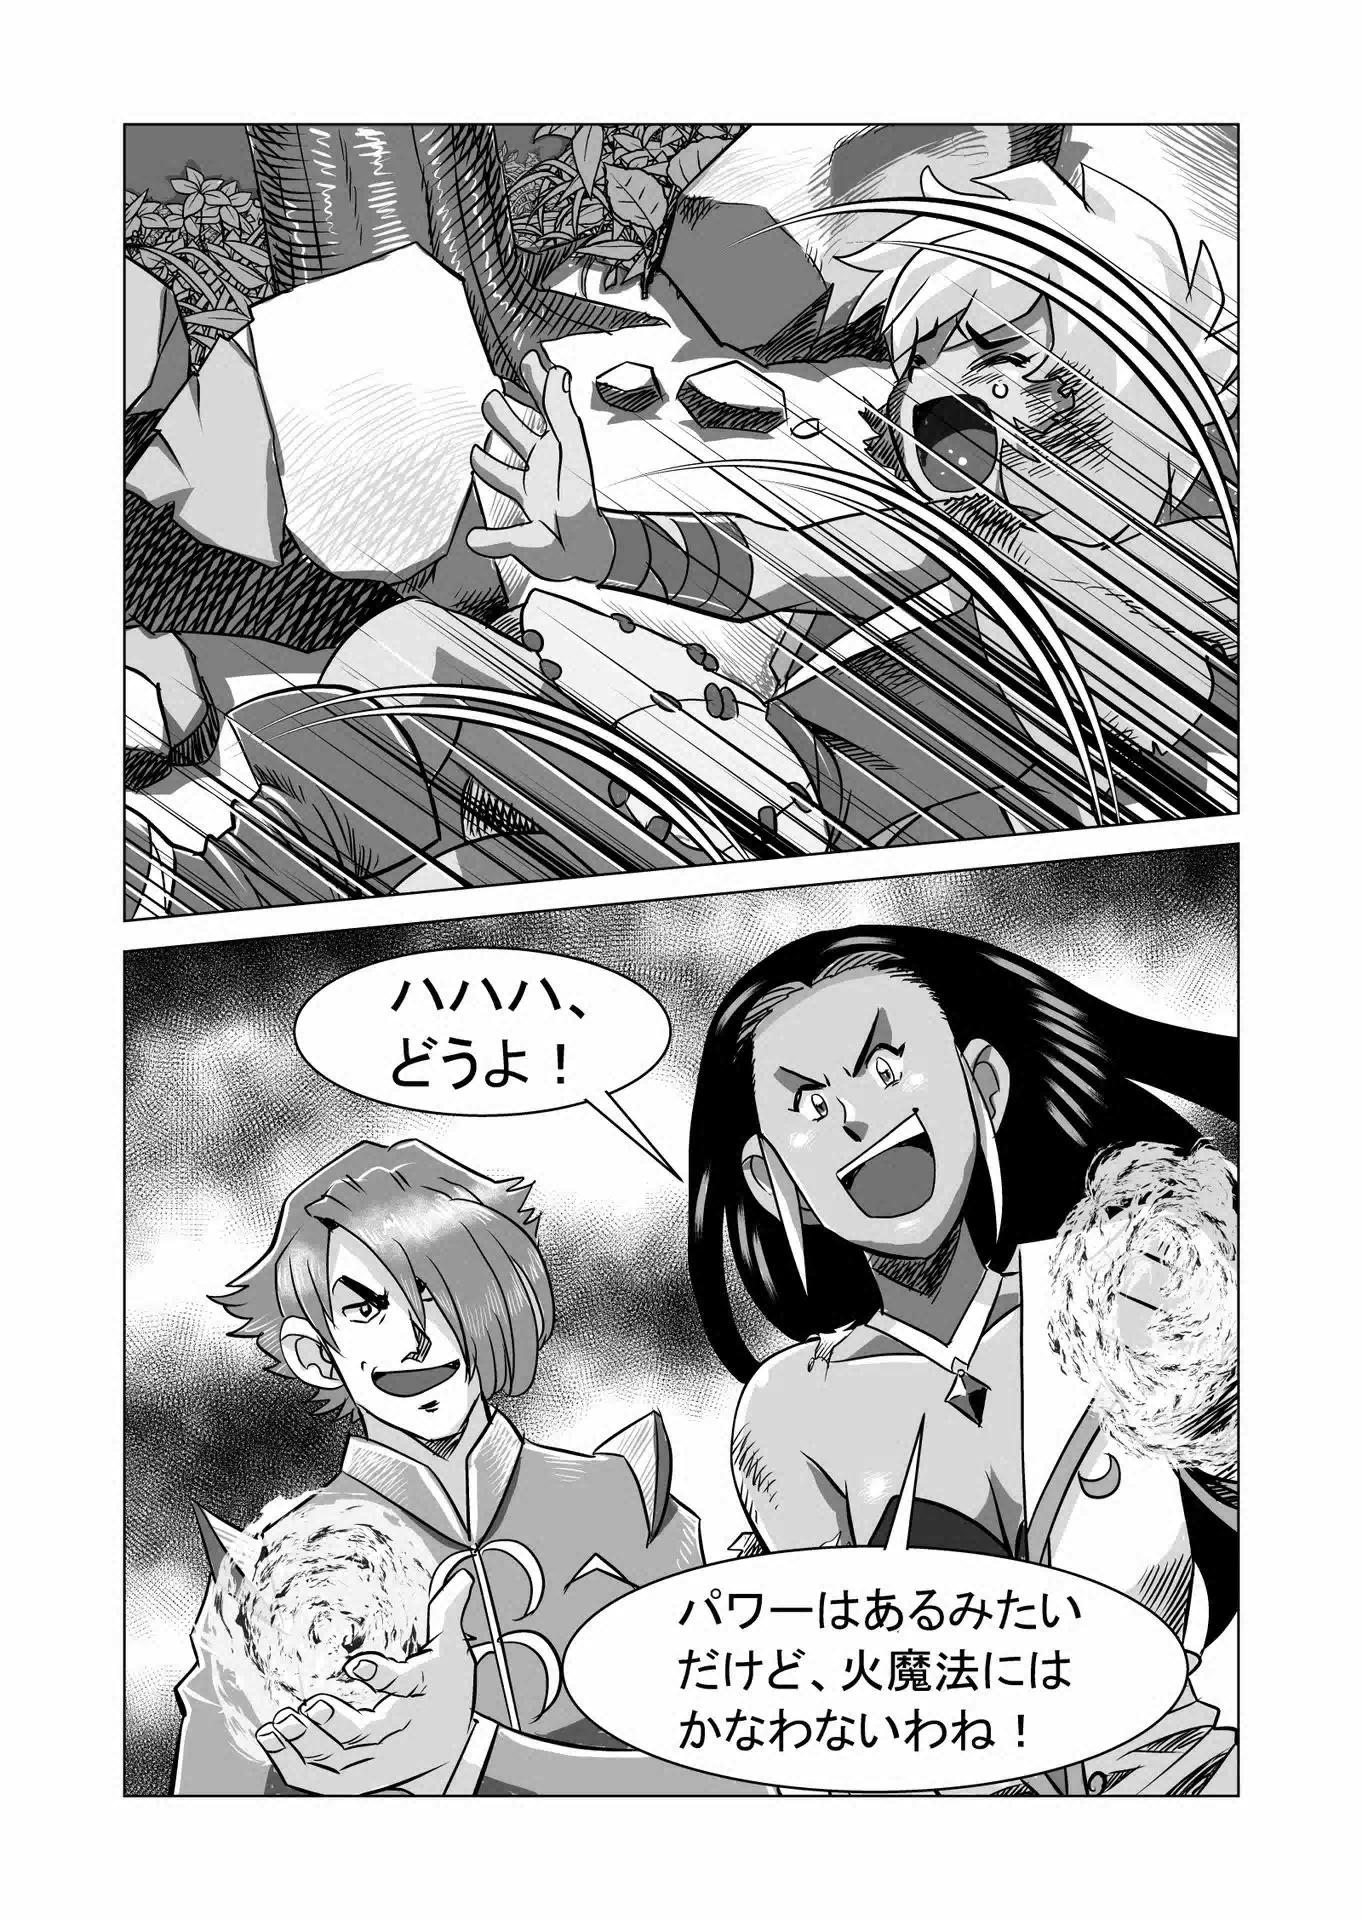 ハハハ、
どうよ！
パワーはあるみたい
だけど、火魔法には
かなわないわね！